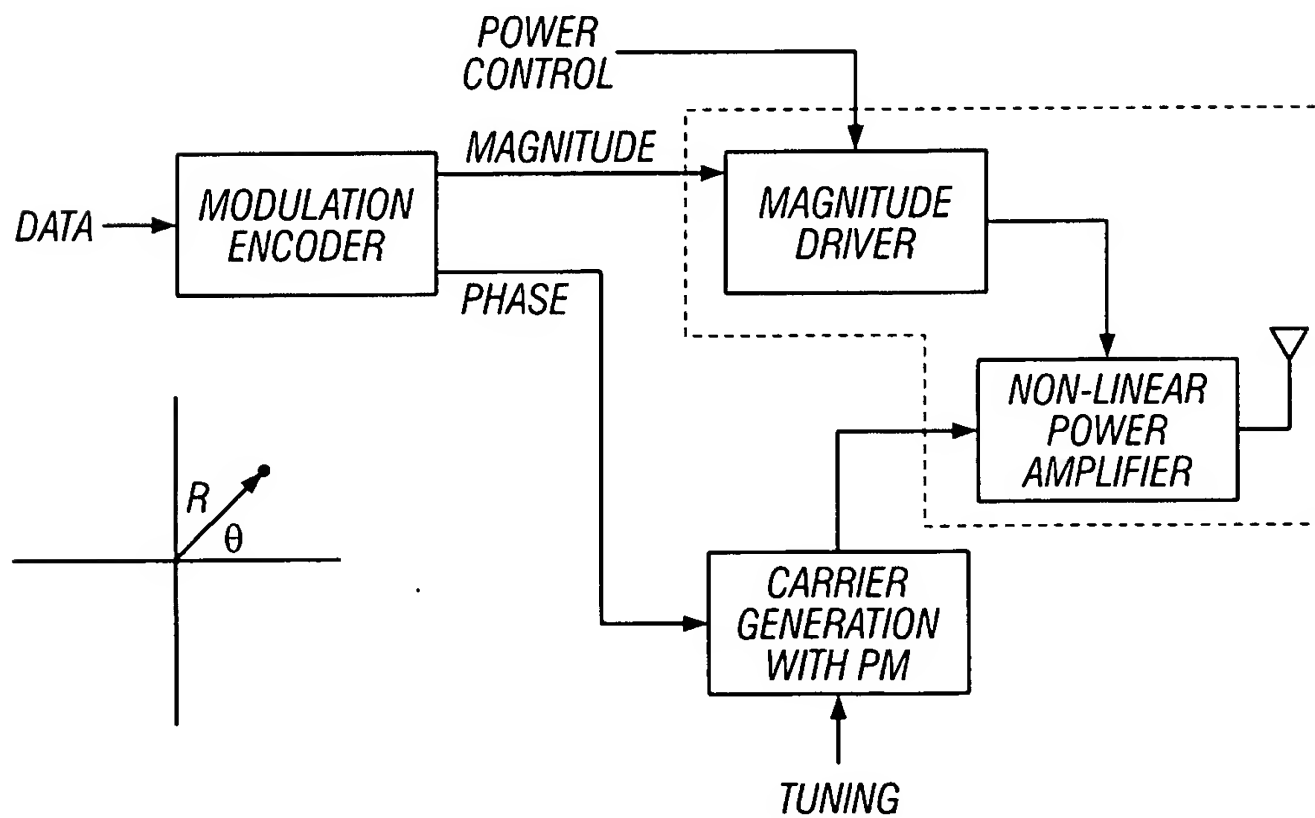 POWER
CONTROL
MAGNITUDE
DATA
MODULATION
ENCODER
MAGNITUDE
DRIVER
PHASE
NON-LINEAR
POWER
AMPLIFIER
R
θ
CARRIER
GENERATION
WITH PM
TUNING